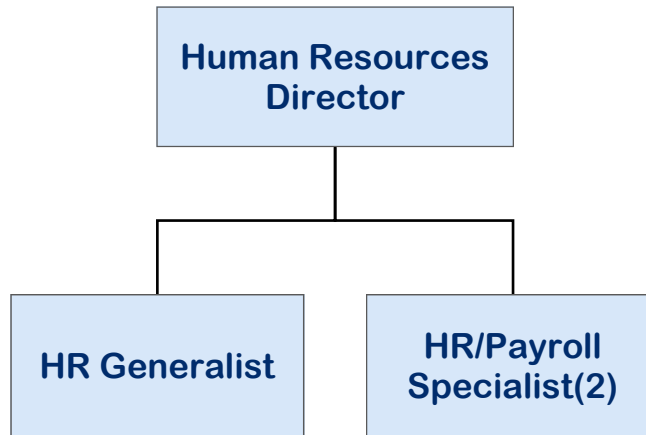 Human Resources
Director
HR Generalist
HR/Payroll
Specialist(2)